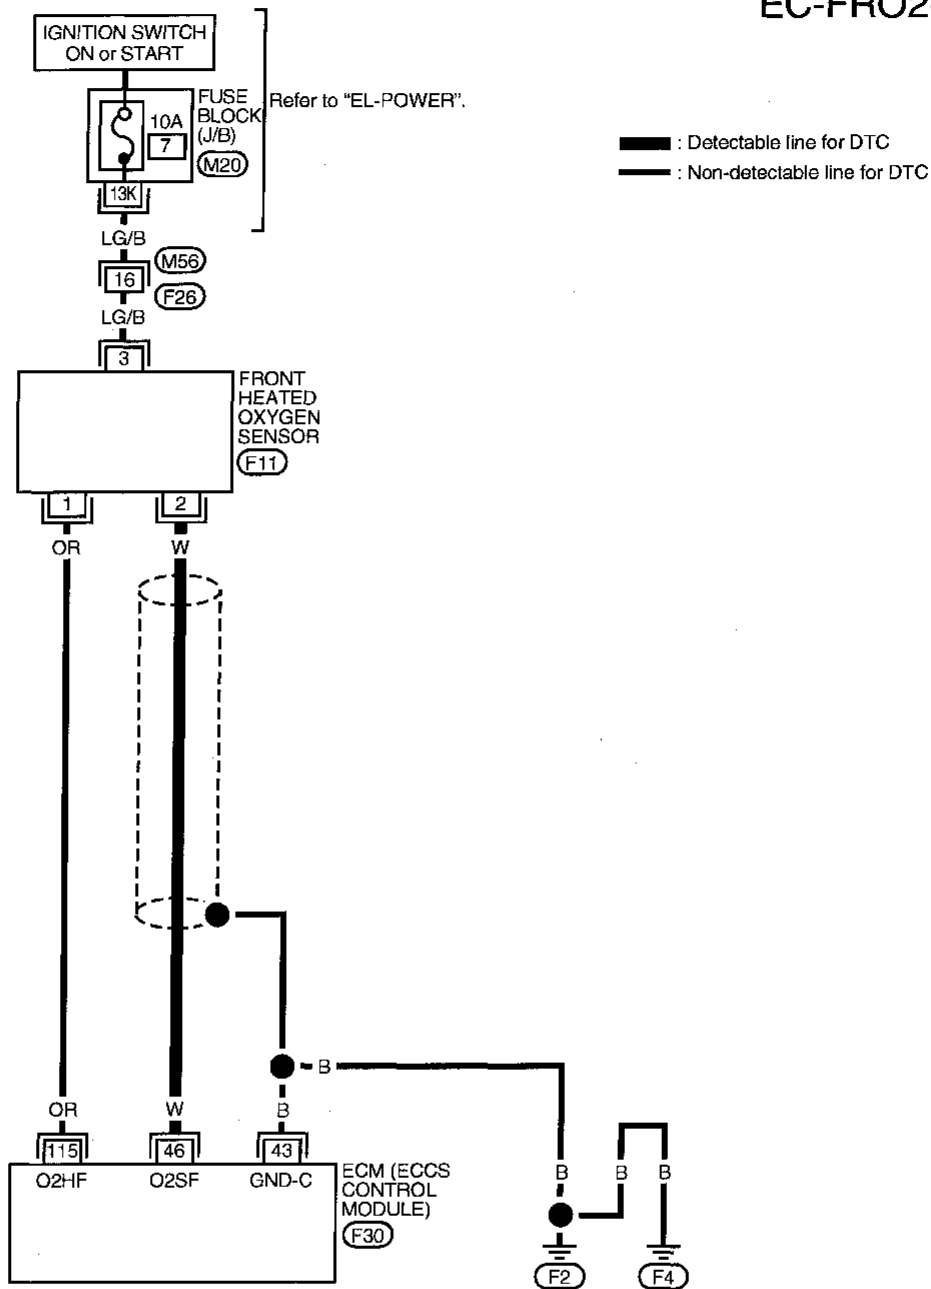 EC-FRO2
IGNITION SWITCH
ON or START
FUSE
BLOCK
(J/B)
M20
10A
7
Refer to "EL-POWER".
: Detectable line for DTC
: Non-detectable line for DTC
13K
LG/B
M56
16
F26
LG/B
3
FRONT
HEATED
OXYGEN
SENSOR
F11
1
2
OR
W
B
OR
W
B
B
B
B
115
46
43
O2HF
O2SF
GND-C
ECM (ECCS
CONTROL
MODULE)
F30
F2
F4